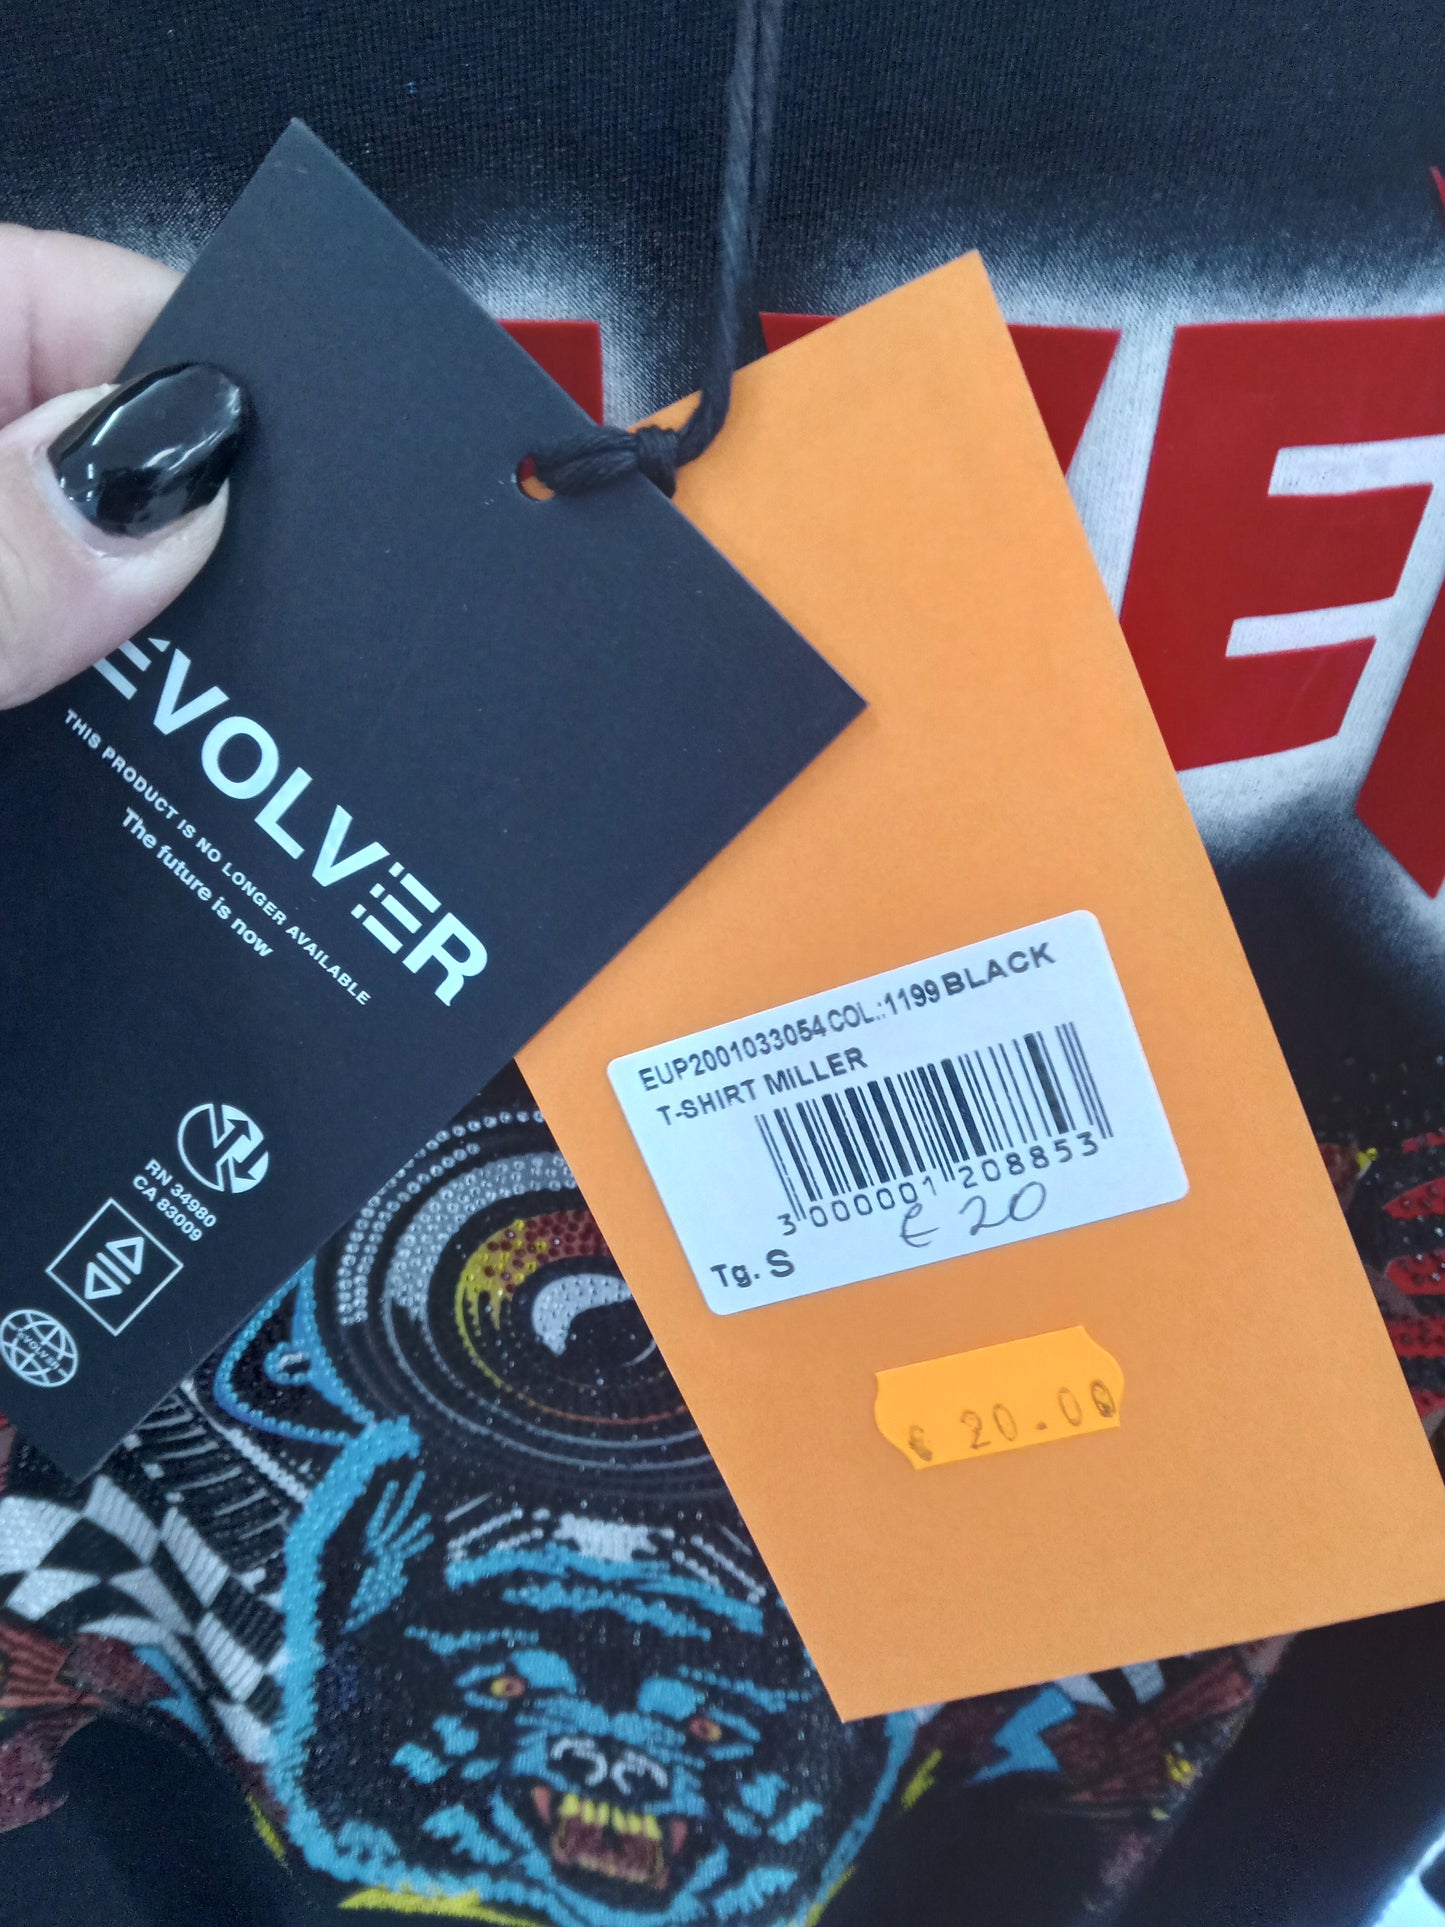 EVOLVER
THIS PRODUCT IS NO LONGER AVAILABLE
The future is now
RN 34980
CA 83009
EVOLVER
EUP2001033054 COL.:1199 BLACK
T-SHIRT MILLER
3 000001 208853
€ 20
Tg. S
€ 20.00